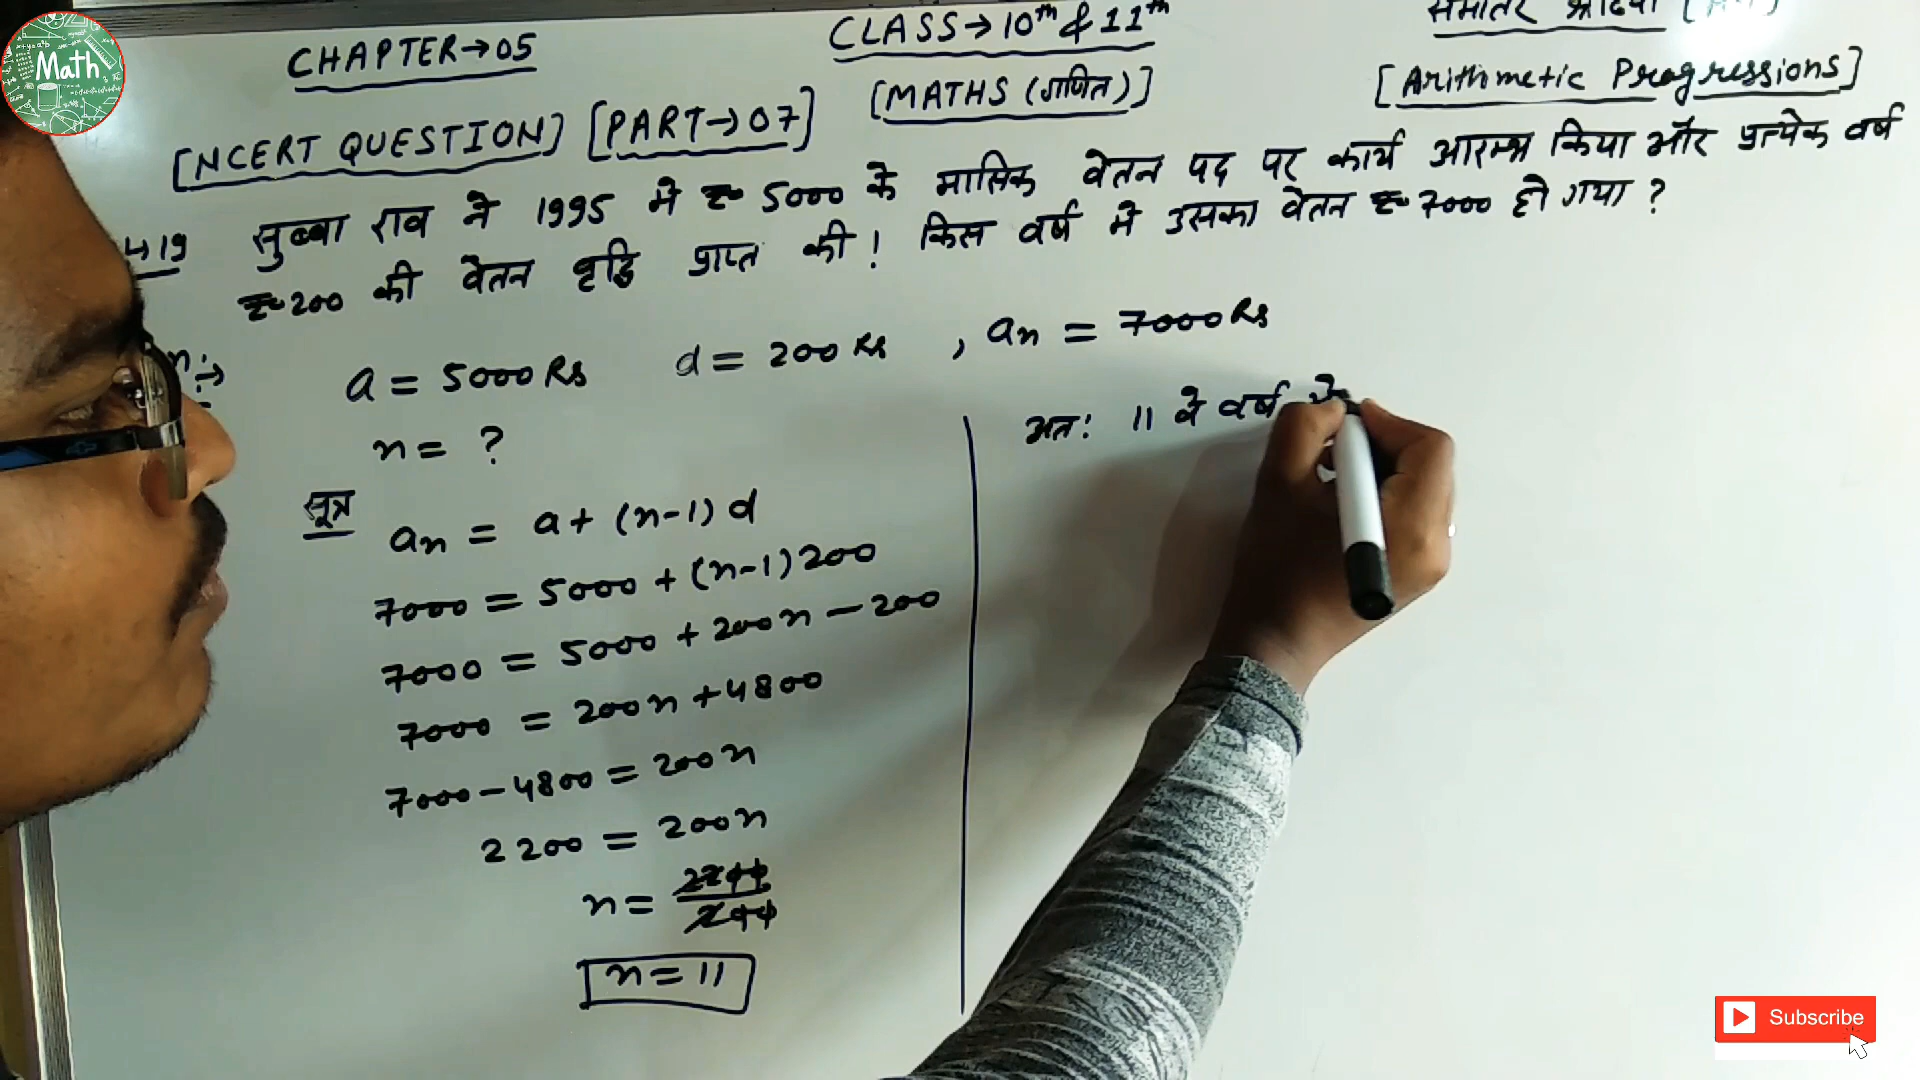 Math
CHAPTER→05
CLASS→10th & 11th
[NCERT QUESTION] [PART→07]
[MATHS (गणित)]
[Arithmetic Progressions]
19 सुब्बा राव ने 1995 में ₹ 5000 के मासिक वेतन पद पर कार्य आरम्भ किया और प्रत्येक वर्ष
₹200 की वेतन वृद्धि प्राप्त की! किस वर्ष में उसका वेतन ₹ 7000 हो गया?
a = 5000 Rs d = 200 Rs , an = 7000 Rs
n = ?
सूत्र an = a + (n-1) d
7000 = 5000 + (n-1) 200
7000 = 5000 + 200n - 200
7000 = 200n + 4800
7000 - 4800 = 200n
2200 = 200n
n = 2200/200
n = 11
अतः 11 वे वर्ष
Subscribe